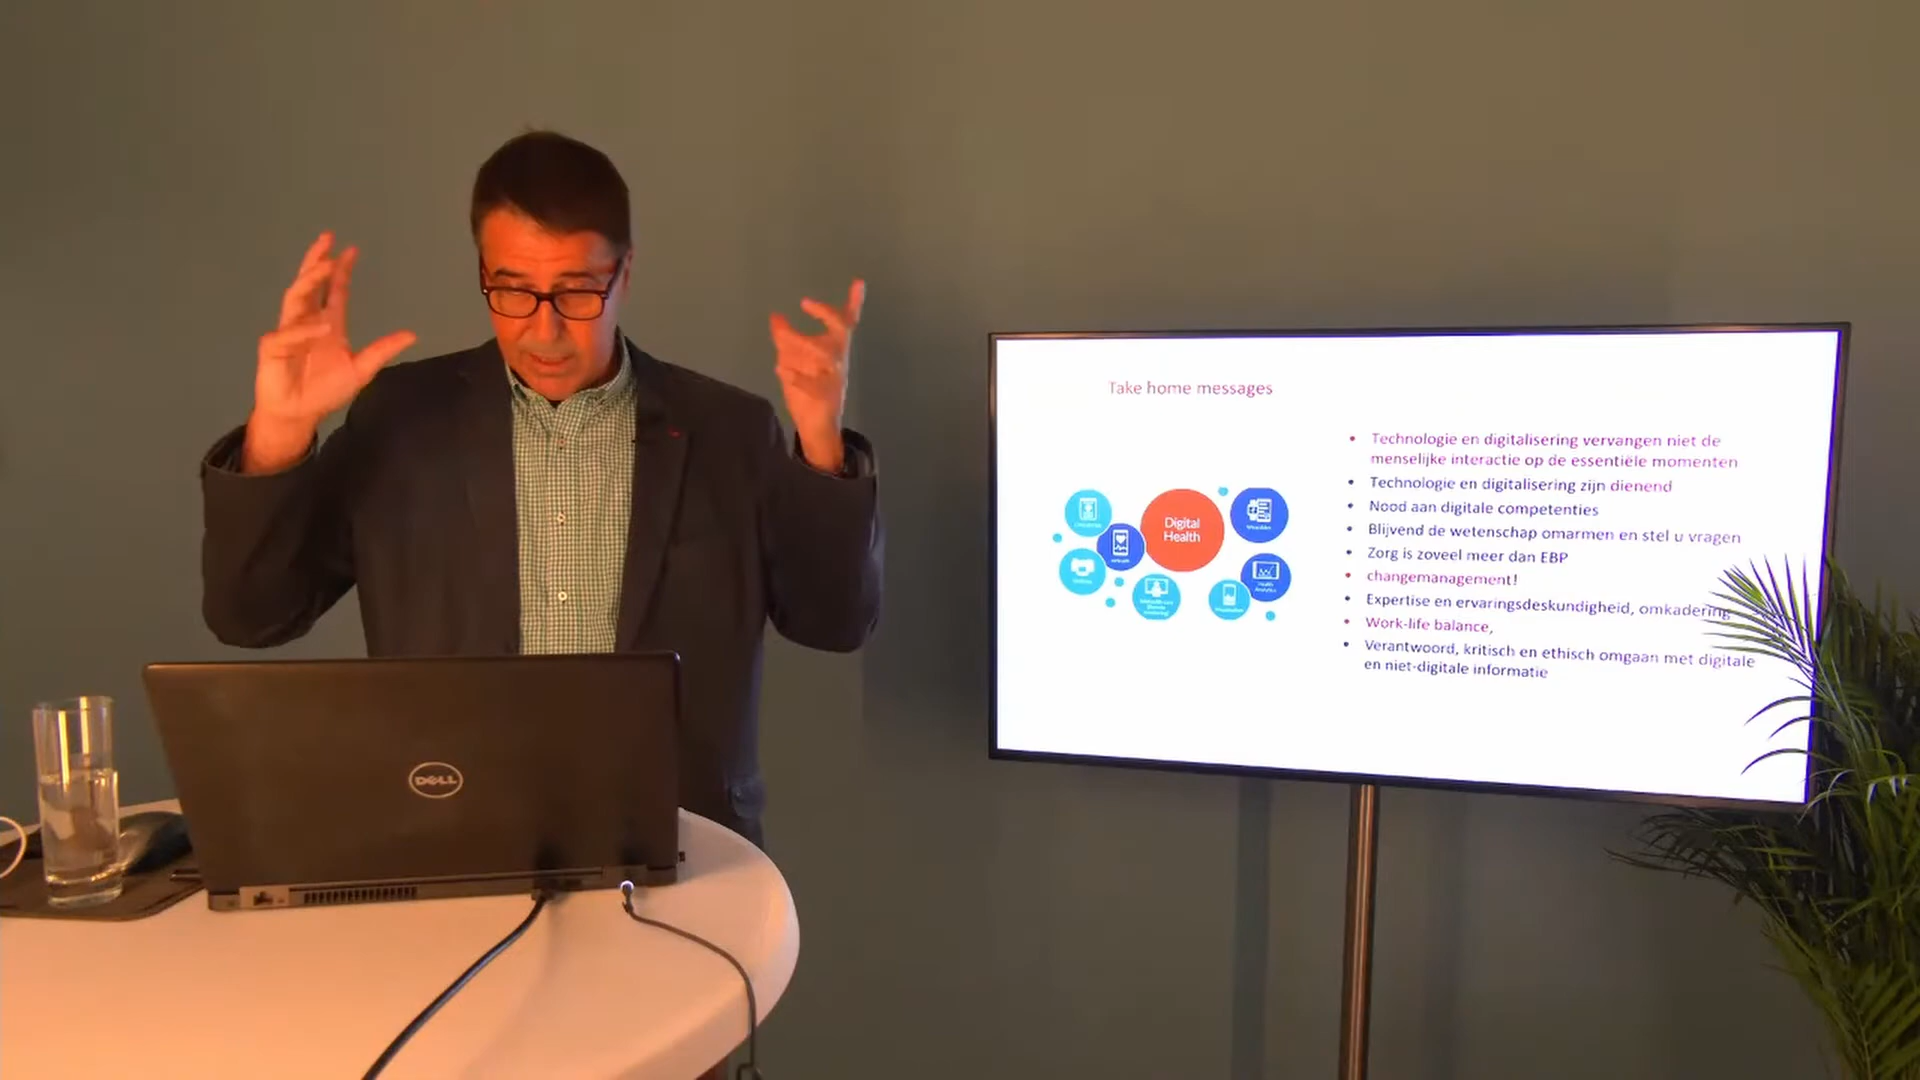 Take home messages
Technologie en digitalisering vervangen niet de
menselijke interactie op de essentiële momenten
Technologie en digitalisering zijn dienend
Nood aan digitale competenties
Blijvend de wetenschap omarmen en stel u vragen
Zorg is zoveel meer dan EBP
changemanagement!
Expertise en ervaringsdeskundigheid, omkadering
Work-life balance,
Verantwoord, kritisch en ethisch omgaan met digitale
en niet-digitale informatie
Digital
Health
Health
Analytics
DELL